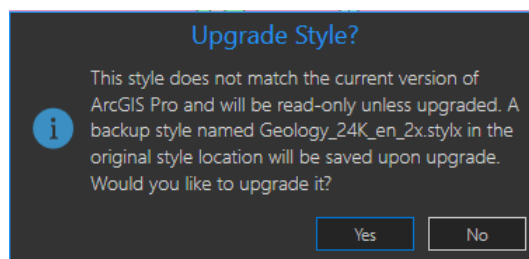 Upgrade Style?
This style does not match the current version of
ArcGIS Pro and will be read-only unless upgraded. A
backup style named Geology_24K_en_2x.stylx in the
original style location will be saved upon upgrade.
Would you like to upgrade it?
Yes
No